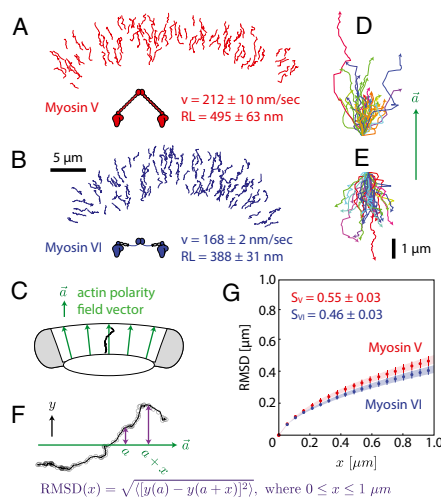 A
Myosin V
v = 212 ± 10 nm/sec
RL = 495 ± 63 nm
B
5 μm
Myosin VI
v = 168 ± 2 nm/sec
RL = 388 ± 31 nm
C
a⃗ actin polarity
field vector
D
a⃗
E
1 μm
F
y
a⃗
a
a + x
RMSD(x) = √⟨[y(a) − y(a + x)]²⟩, where 0 ≤ x ≤ 1 μm
G
S_V = 0.55 ± 0.03
S_VI = 0.46 ± 0.03
RMSD [μm]
0.8
0.6
0.4
0.2
Myosin V
Myosin VI
0 0.2 0.4 0.6 0.8 1.0
x [μm]